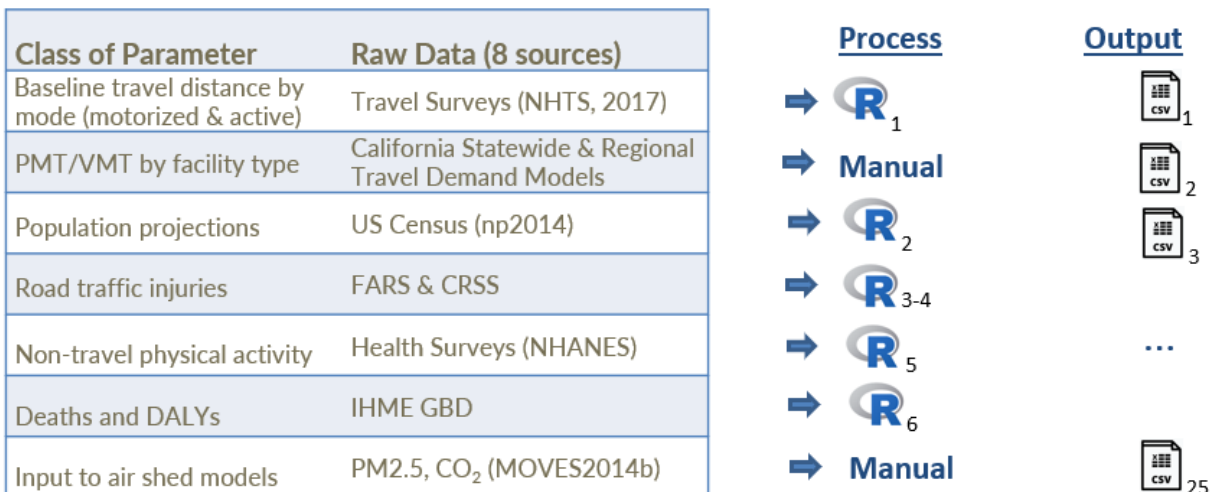 Class of Parameter Raw Data (8 sources) Process Output
Baseline travel distance by
mode (motorized & active) Travel Surveys (NHTS, 2017) R 1 CSV 1
PMT/VMT by facility type California Statewide & Regional
Travel Demand Models Manual CSV 2
Population projections US Census (np2014) R 2 CSV 3
Road traffic injuries FARS & CRSS R 3-4
Non-travel physical activity Health Surveys (NHANES) R 5 ...
Deaths and DALYs IHME GBD R 6
Input to air shed models PM2.5, CO₂ (MOVES2014b) Manual CSV 25